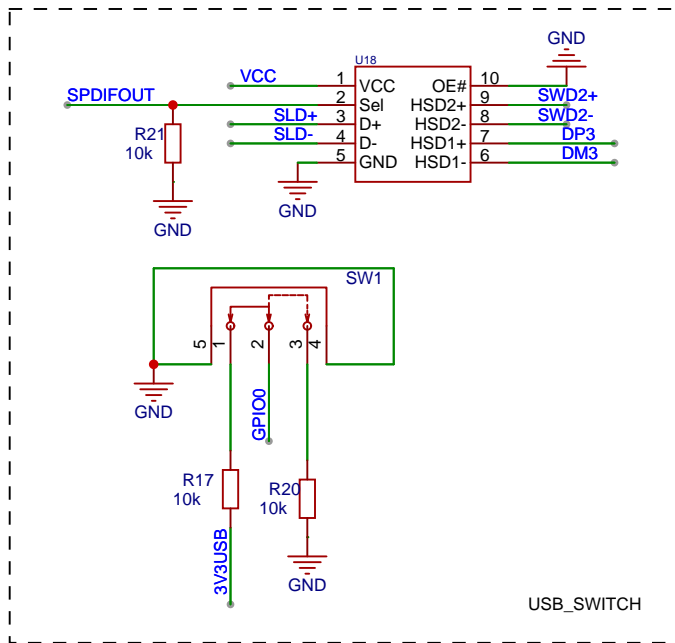 GND
U18
VCC
1 VCC OE# 10
SPDIFOUT
2 Sel HSD2+ 9 SWD2+
SLD+ 3 D+ HSD2- 8 SWD2-
SLD- 4 D- HSD1+ 7 DP3
5 GND HSD1- 6 DM3
R21
10k
GND
GND
SW1
5 1 2 3 4
GND
GPIO0
R17
10k
R20
10k
3V3USB
GND
USB_SWITCH